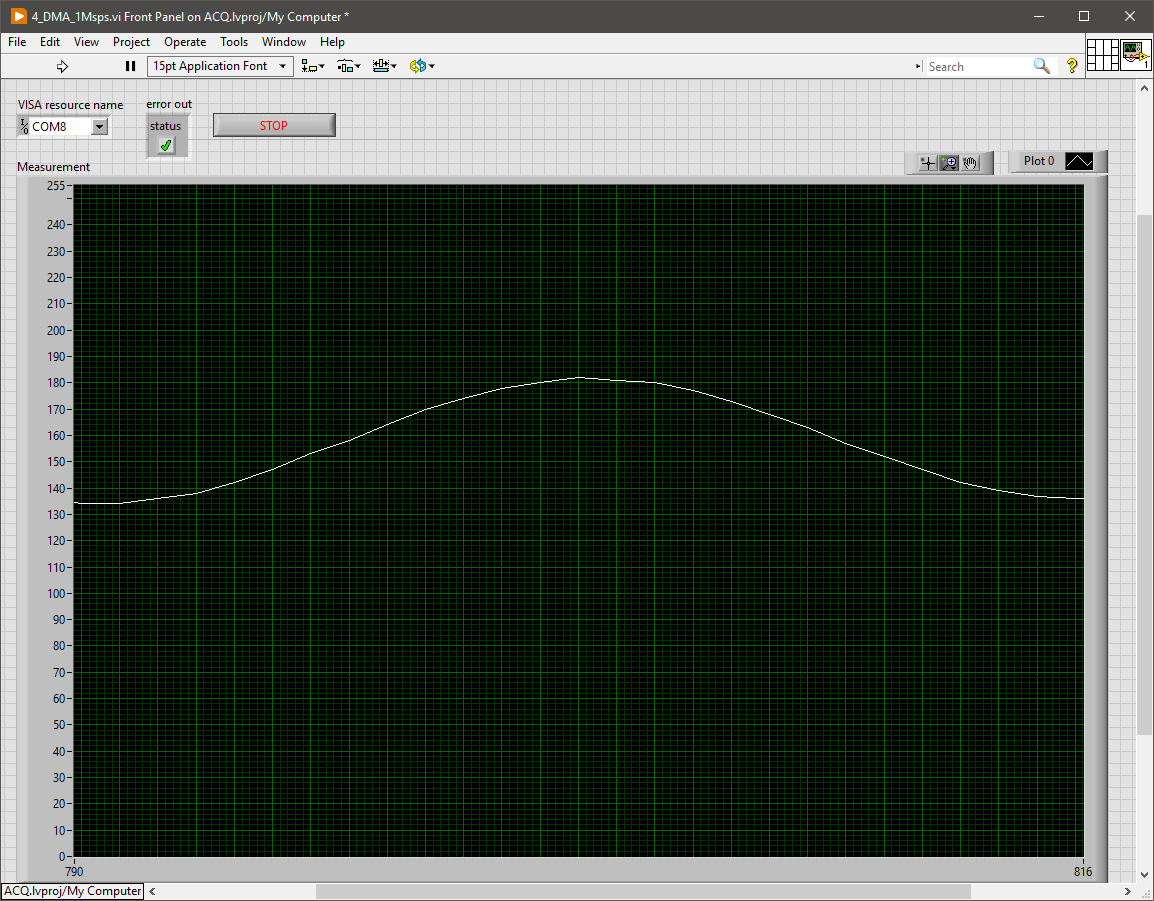 4_DMA_1Msps.vi Front Panel on ACQ.lvproj/My Computer *
File Edit View Project Operate Tools Window Help
15pt Application Font
Search
?
1
VISA resource name
error out
I/0 COM8
status
STOP
Measurement
Plot 0
255
240
230
220
210
200
190
180
170
160
150
140
130
120
110
100
90
80
70
60
50
40
30
20
10
0
790 816
ACQ.lvproj/My Computer